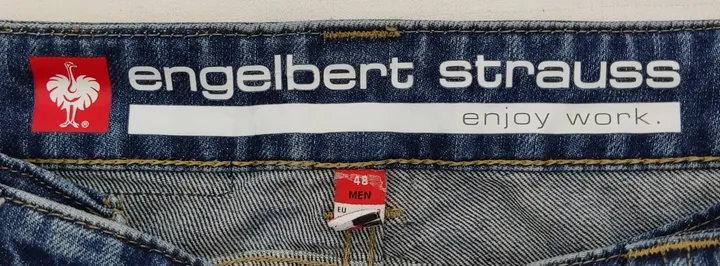 engelbert strauss
enjoy work.
®
48
MEN
EU